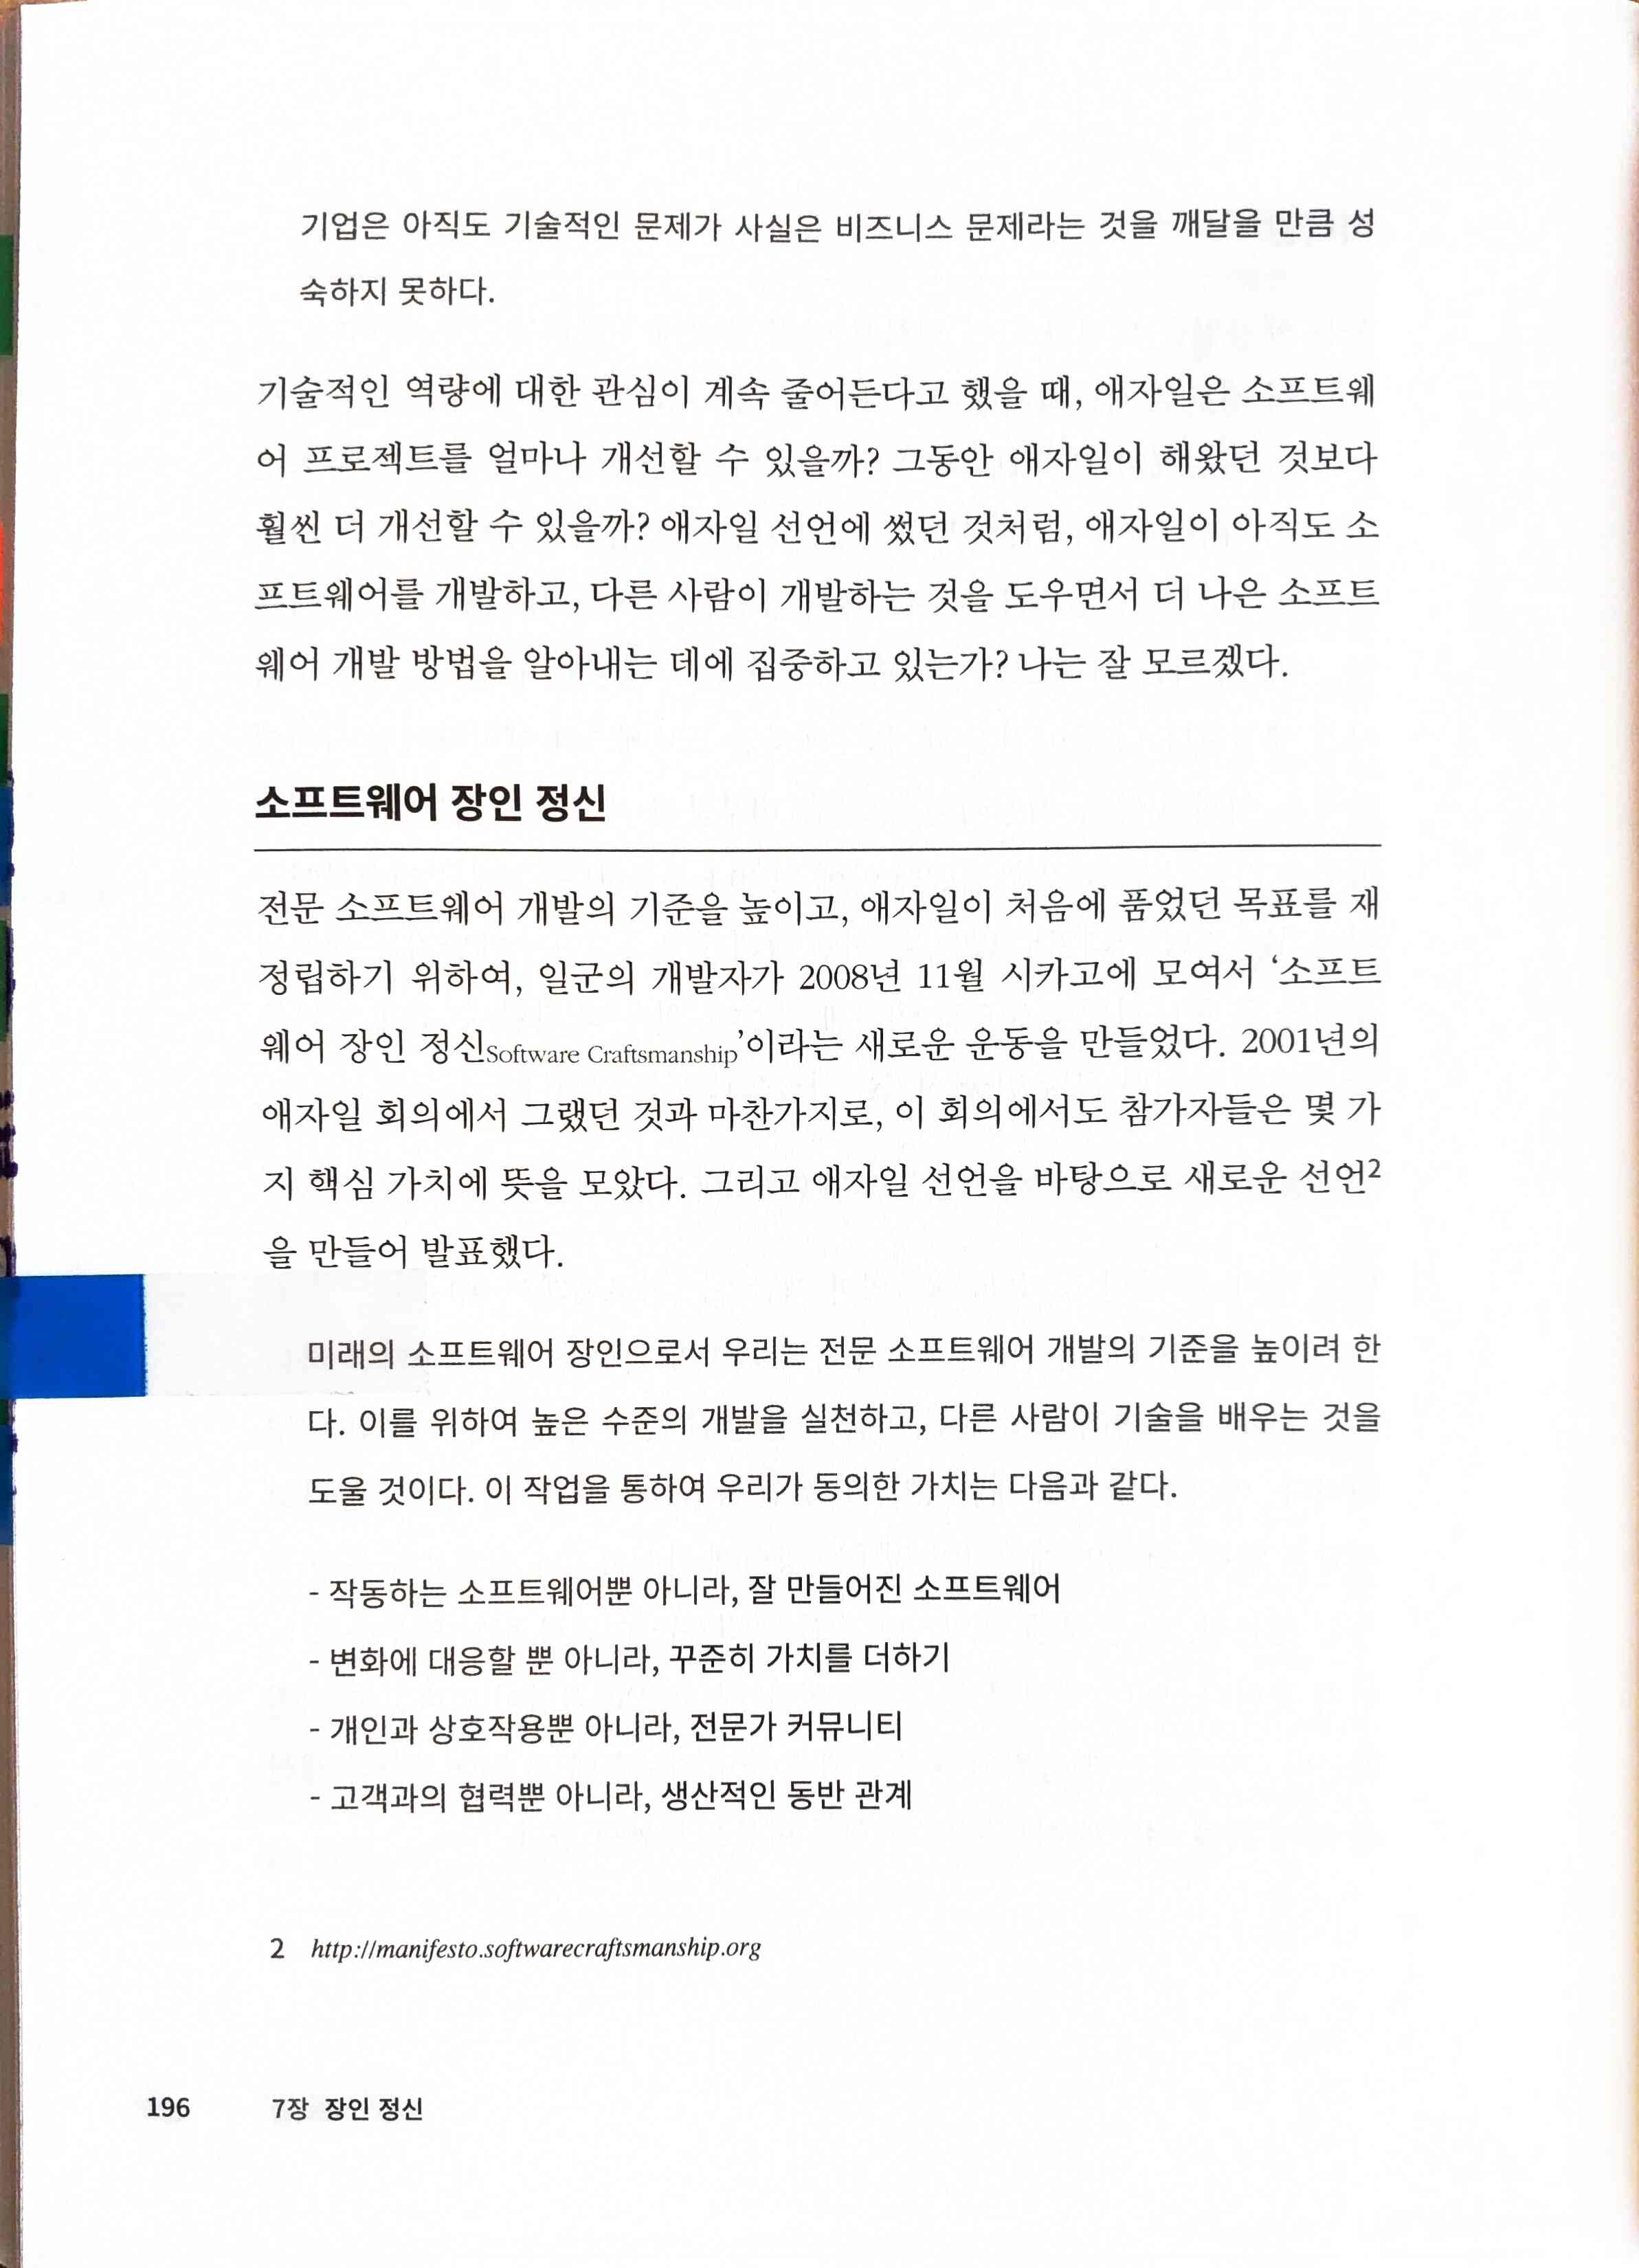 기업은 아직도 기술적인 문제가 사실은 비즈니스 문제라는 것을 깨달을 만큼 성
숙하지 못하다.
기술적인 역량에 대한 관심이 계속 줄어든다고 했을 때, 애자일은 소프트웨
어 프로젝트를 얼마나 개선할 수 있을까? 그동안 애자일이 해왔던 것보다
훨씬 더 개선할 수 있을까? 애자일 선언에 썼던 것처럼, 애자일이 아직도 소
프트웨어를 개발하고, 다른 사람이 개발하는 것을 도우면서 더 나은 소프트
웨어 개발 방법을 알아내는 데에 집중하고 있는가? 나는 잘 모르겠다.
소프트웨어 장인 정신
전문 소프트웨어 개발의 기준을 높이고, 애자일이 처음에 품었던 목표를 재
정립하기 위하여, 일군의 개발자가 2008년 11월 시카고에 모여서 ‘소프트
웨어 장인 정신Software Craftsmanship’이라는 새로운 운동을 만들었다. 2001년의
애자일 회의에서 그랬던 것과 마찬가지로, 이 회의에서도 참가자들은 몇 가
지 핵심 가치에 뜻을 모았다. 그리고 애자일 선언을 바탕으로 새로운 선언2
을 만들어 발표했다.
미래의 소프트웨어 장인으로서 우리는 전문 소프트웨어 개발의 기준을 높이려 한
다. 이를 위하여 높은 수준의 개발을 실천하고, 다른 사람이 기술을 배우는 것을
도울 것이다. 이 작업을 통하여 우리가 동의한 가치는 다음과 같다.
- 작동하는 소프트웨어뿐 아니라, 잘 만들어진 소프트웨어
- 변화에 대응할 뿐 아니라, 꾸준히 가치를 더하기
- 개인과 상호작용뿐 아니라, 전문가 커뮤니티
- 고객과의 협력뿐 아니라, 생산적인 동반 관계
2 http://manifesto.softwarecraftsmanship.org
196 7장 장인 정신